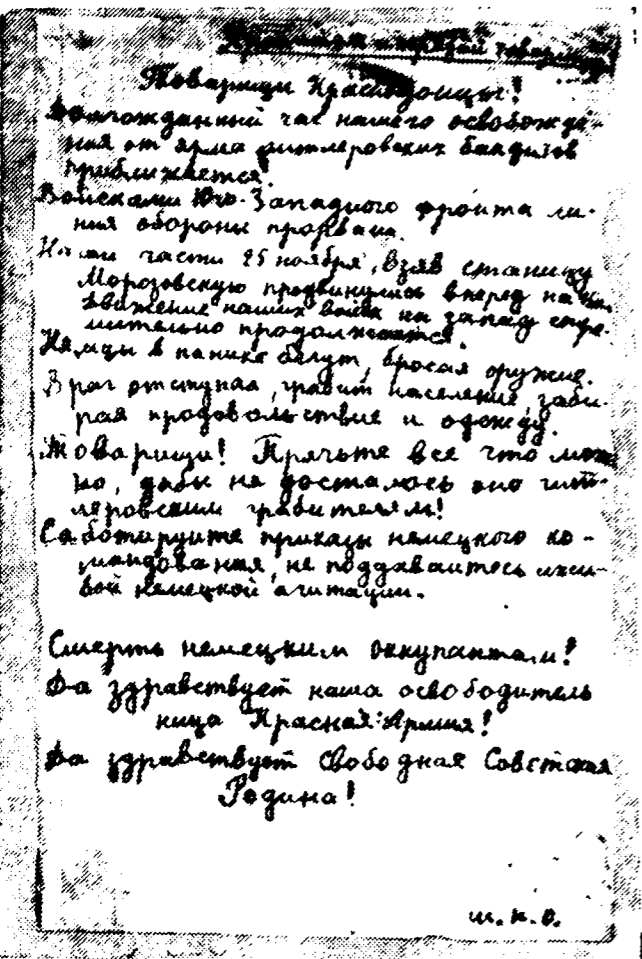 Прочти и передай товарищу
Товарищи Краснодонцы!
Долгожданный час нашего освобожде-
ния от ярма гитлеровских бандитов
приближается!
Войсками Юго-Западного фронта ли-
ния обороны прорвана.
Наши части 25 ноября, взяв станицу
Морозовскую продвинулись вперед на
Движение наших войск на запад стре-
мительно продолжается.
Немцы в панике бегут, бросая оружие.
Враг отступая, грабит население, заби-
рая продовольствие и одежду.
Товарищи! Прячьте все что мож-
но, дабы не досталось оно гит-
леровским грабителям!
Саботируйте приказы немецкого ко-
мандования, не поддавайтесь лжи-
вой немецкой агитации.
Смерть немецким оккупантам!
Да здравствует наша освободитель
ница Красная Армия!
Да здравствует свободная Советская
Родина!
ш. к. о.